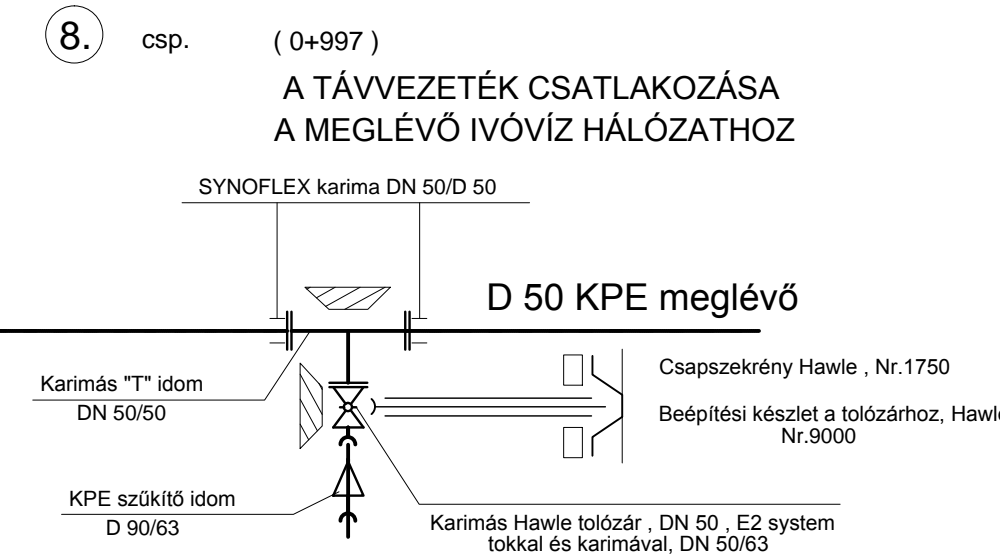 8. csp. ( 0+997 )
A TÁVVEZETÉK CSATLAKOZÁSA
A MEGLÉVŐ IVÓVÍZ HÁLÓZATHOZ
SYNOFLEX karima DN 50/D 50
D 50 KPE meglévő
Karimás "T" idom
DN 50/50
Csapszekrény Hawle , Nr.1750
Beépítési készlet a tolózárhoz, Hawle
Nr.9000
KPE szűkítő idom
D 90/63
Karimás Hawle tolózár , DN 50 , E2 system
tokkal és karimával, DN 50/63